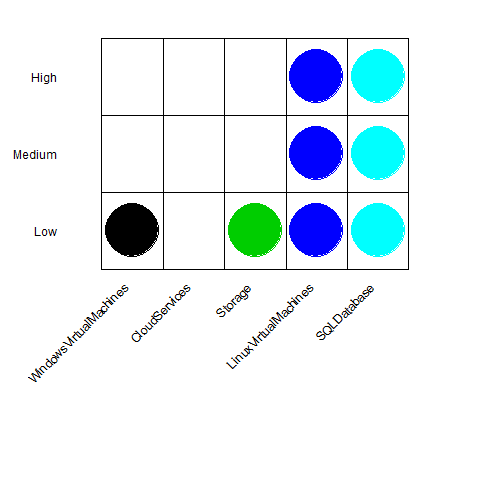 High
Medium
Low
WindowsVirtualMachines
CloudServices
Storage
LinuxVirtualMachines
SQLDatabase